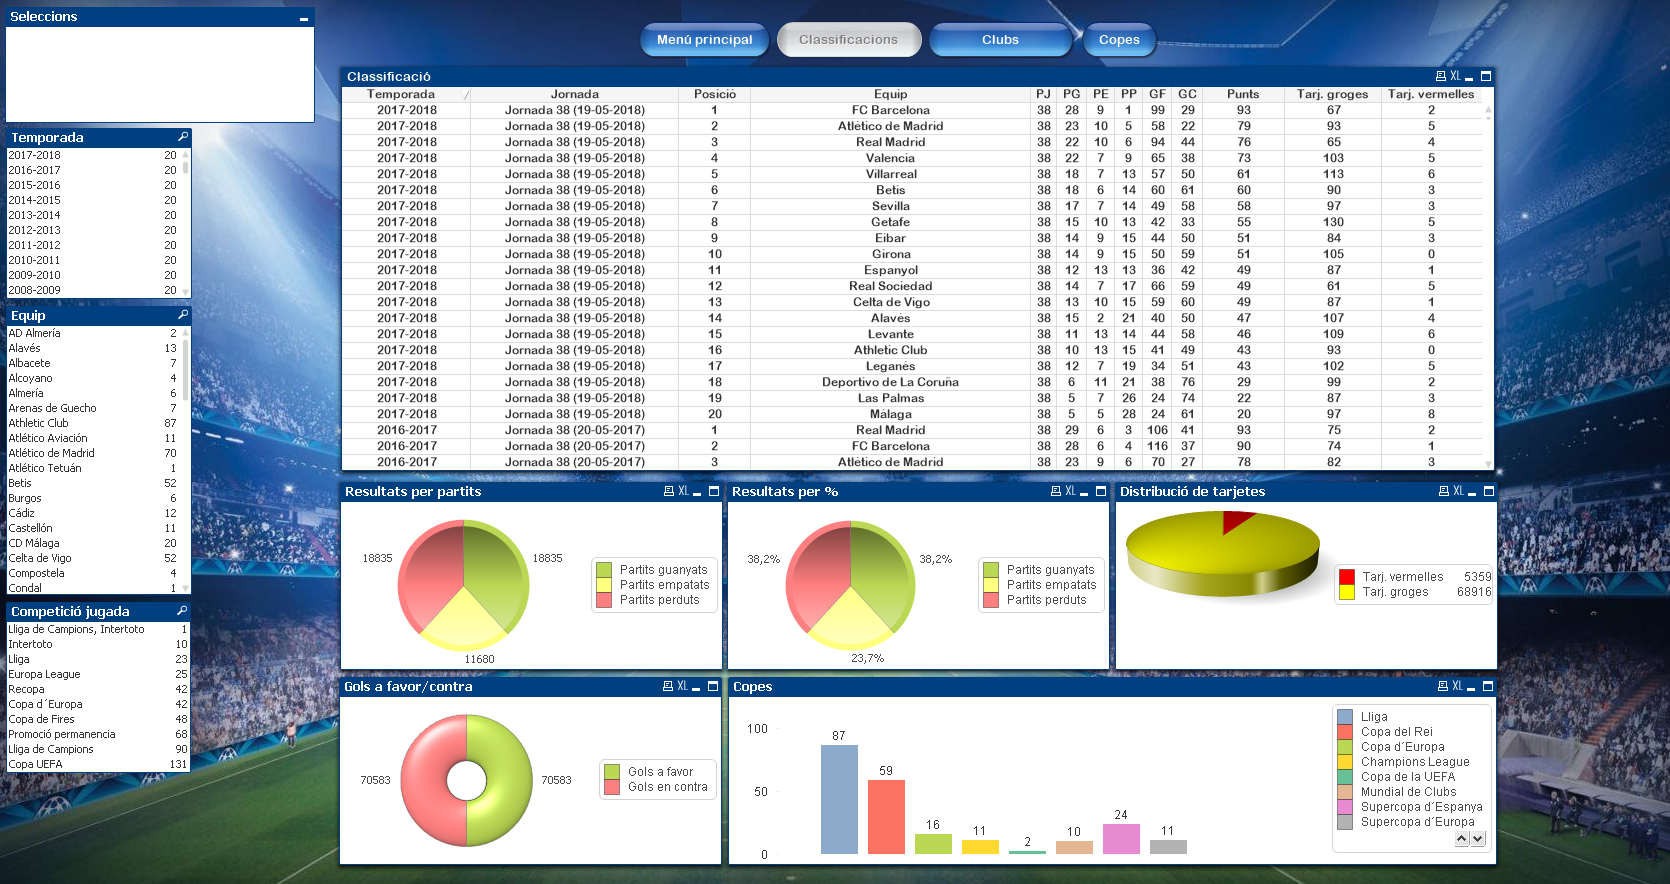 Seleccions
Menú principal
Classificacions
Clubs
Copes
Classificació
XL
Temporada Jornada Posició Equip PJ PG PE PP GF GC Punts Tarj. groges Tarj. vermelles
2017-2018 Jornada 38 (19-05-2018) 1 FC Barcelona 38 28 9 1 99 29 93 67 2
2017-2018 Jornada 38 (19-05-2018) 2 Atlético de Madrid 38 23 10 5 58 22 79 93 5
2017-2018 Jornada 38 (19-05-2018) 3 Real Madrid 38 22 10 6 94 44 76 65 4
2017-2018 Jornada 38 (19-05-2018) 4 Valencia 38 22 7 9 65 38 73 103 5
2017-2018 Jornada 38 (19-05-2018) 5 Villarreal 38 18 7 13 57 50 61 113 6
2017-2018 Jornada 38 (19-05-2018) 6 Betis 38 18 6 14 60 61 60 90 3
2017-2018 Jornada 38 (19-05-2018) 7 Sevilla 38 17 7 14 49 58 58 97 3
2017-2018 Jornada 38 (19-05-2018) 8 Getafe 38 15 10 13 42 33 55 130 5
2017-2018 Jornada 38 (19-05-2018) 9 Eibar 38 14 9 15 44 50 51 84 3
2017-2018 Jornada 38 (19-05-2018) 10 Girona 38 14 9 15 50 59 51 105 0
2017-2018 Jornada 38 (19-05-2018) 11 Espanyol 38 12 13 13 36 42 49 87 1
2017-2018 Jornada 38 (19-05-2018) 12 Real Sociedad 38 14 7 17 66 59 49 61 5
2017-2018 Jornada 38 (19-05-2018) 13 Celta de Vigo 38 13 10 15 59 60 49 87 1
2017-2018 Jornada 38 (19-05-2018) 14 Alavés 38 15 2 21 40 50 47 107 4
2017-2018 Jornada 38 (19-05-2018) 15 Levante 38 11 13 14 44 58 46 109 6
2017-2018 Jornada 38 (19-05-2018) 16 Athletic Club 38 10 13 15 41 49 43 93 0
2017-2018 Jornada 38 (19-05-2018) 17 Leganés 38 12 7 19 34 51 43 102 5
2017-2018 Jornada 38 (19-05-2018) 18 Deportivo de La Coruña 38 6 11 21 38 76 29 99 2
2017-2018 Jornada 38 (19-05-2018) 19 Las Palmas 38 5 7 26 24 74 22 87 3
2017-2018 Jornada 38 (19-05-2018) 20 Málaga 38 5 5 28 24 61 20 97 8
2016-2017 Jornada 38 (20-05-2017) 1 Real Madrid 38 29 6 3 106 41 93 75 2
2016-2017 Jornada 38 (20-05-2017) 2 FC Barcelona 38 28 6 4 116 37 90 74 1
2016-2017 Jornada 38 (20-05-2017) 3 Atlético de Madrid 38 23 9 6 70 27 78 82 3
Temporada
2017-2018 20
2016-2017 20
2015-2016 20
2014-2015 20
2013-2014 20
2012-2013 20
2011-2012 20
2010-2011 20
2009-2010 20
2008-2009 20
Equip
AD Almería 2
Alavés 13
Albacete 7
Alcoyano 4
Almería 6
Arenas de Guecho 7
Athletic Club 87
Atlético Aviación 11
Atlético de Madrid 70
Atlético Tetuán 1
Betis 52
Burgos 6
Cádiz 12
Castellón 11
CD Málaga 20
Celta de Vigo 52
Compostela 4
Condal 1
Competició jugada
Lliga de Campions, Intertoto 1
Intertoto 10
Lliga 23
Europa League 25
Recopa 42
Copa d´Europa 42
Copa de Fires 48
Promoció permanencia 68
Lliga de Campions 90
Copa UEFA 131
Resultats per partits
XL
18835
18835
11680
Partits guanyats
Partits empatats
Partits perduts
Resultats per %
XL
38,2%
38,2%
23,7%
Partits guanyats
Partits empatats
Partits perduts
Distribució de tarjetes
XL
Tarj. vermelles 5359
Tarj. groges 68916
Gols a favor/contra
XL
70583
70583
Gols a favor
Gols en contra
Copes
XL
100
50
0
87
59
16
11
2
10
24
11
Lliga
Copa del Rei
Copa d´Europa
Champions League
Copa de la UEFA
Mundial de Clubs
Supercopa d´Espanya
Supercopa d´Europa